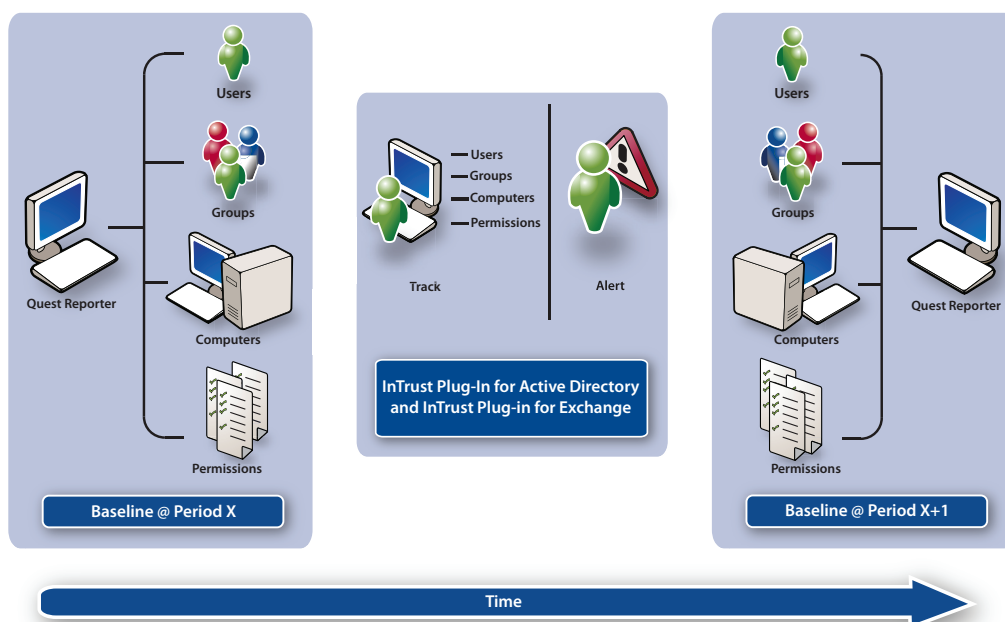 Users
Groups
Quest Reporter
Computers
Permissions
Baseline @ Period X
Users
Groups
Computers
Permissions
Track
Alert
InTrust Plug-In for Active Directory
and InTrust Plug-in for Exchange
Users
Groups
Quest Reporter
Computers
Permissions
Baseline @ Period X+1
Time